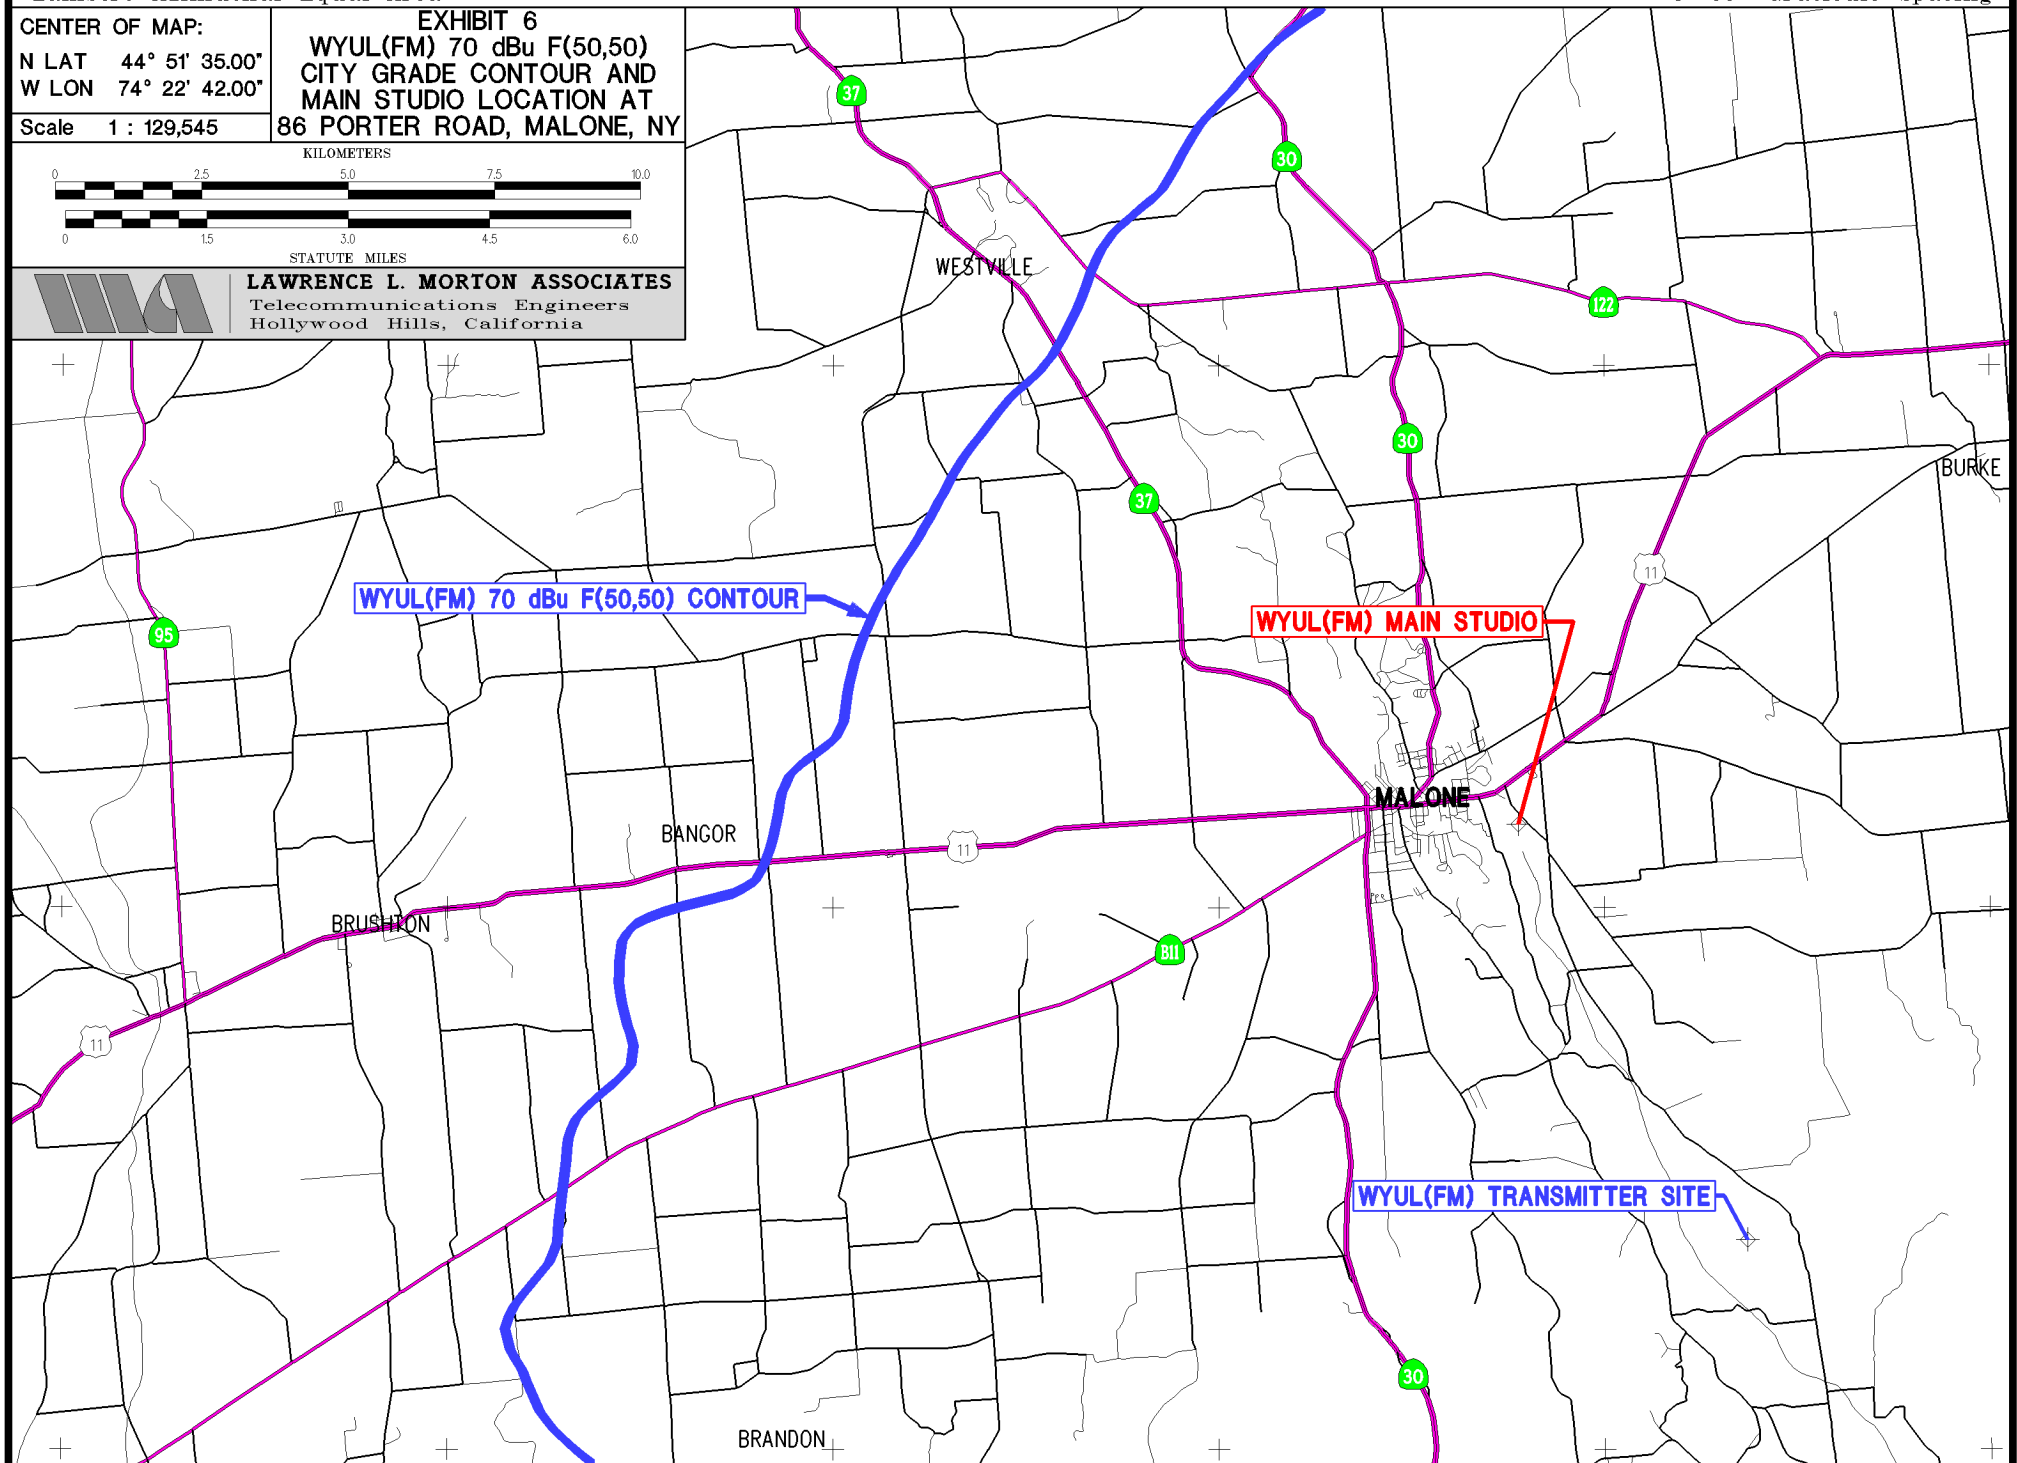 CENTER OF MAP:
N LAT 44° 51' 35.00"
W LON 74° 22' 42.00"
Scale 1 : 129,545
EXHIBIT 6
WYUL(FM) 70 dBu F(50,50)
CITY GRADE CONTOUR AND
MAIN STUDIO LOCATION AT
86 PORTER ROAD, MALONE, NY
KILOMETERS
0 2.5 5.0 7.5 10.0
0 1.5 3.0 4.5 6.0
STATUTE MILES
LAWRENCE L. MORTON ASSOCIATES
Telecommunications Engineers
Hollywood Hills, California
37
30
WESTVILLE
122
30
BURKE
37
11
WYUL(FM) 70 dBu F(50,50) CONTOUR
WYUL(FM) MAIN STUDIO
95
MALONE
BANGOR
11
BRUSHTON
B11
11
WYUL(FM) TRANSMITTER SITE
30
BRANDON